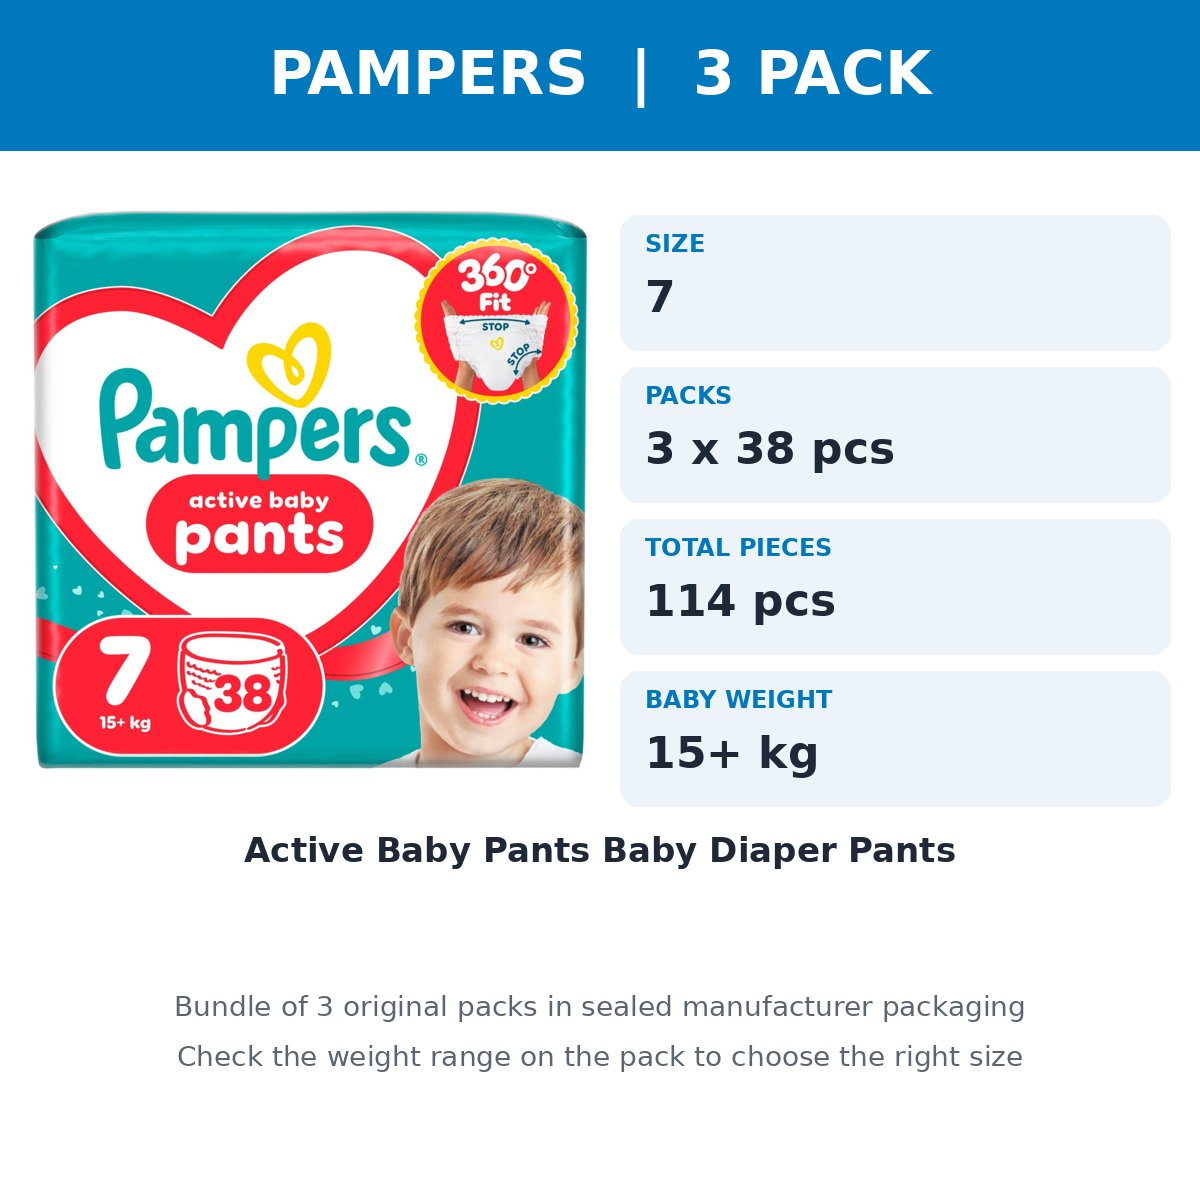 PAMPERS | 3 PACK
360°
Fit
STOP
STOP
Pampers®
active baby
pants
7
15+ kg
38
SIZE
7
PACKS
3 x 38 pcs
TOTAL PIECES
114 pcs
BABY WEIGHT
15+ kg
Active Baby Pants Baby Diaper Pants
Bundle of 3 original packs in sealed manufacturer packaging
Check the weight range on the pack to choose the right size